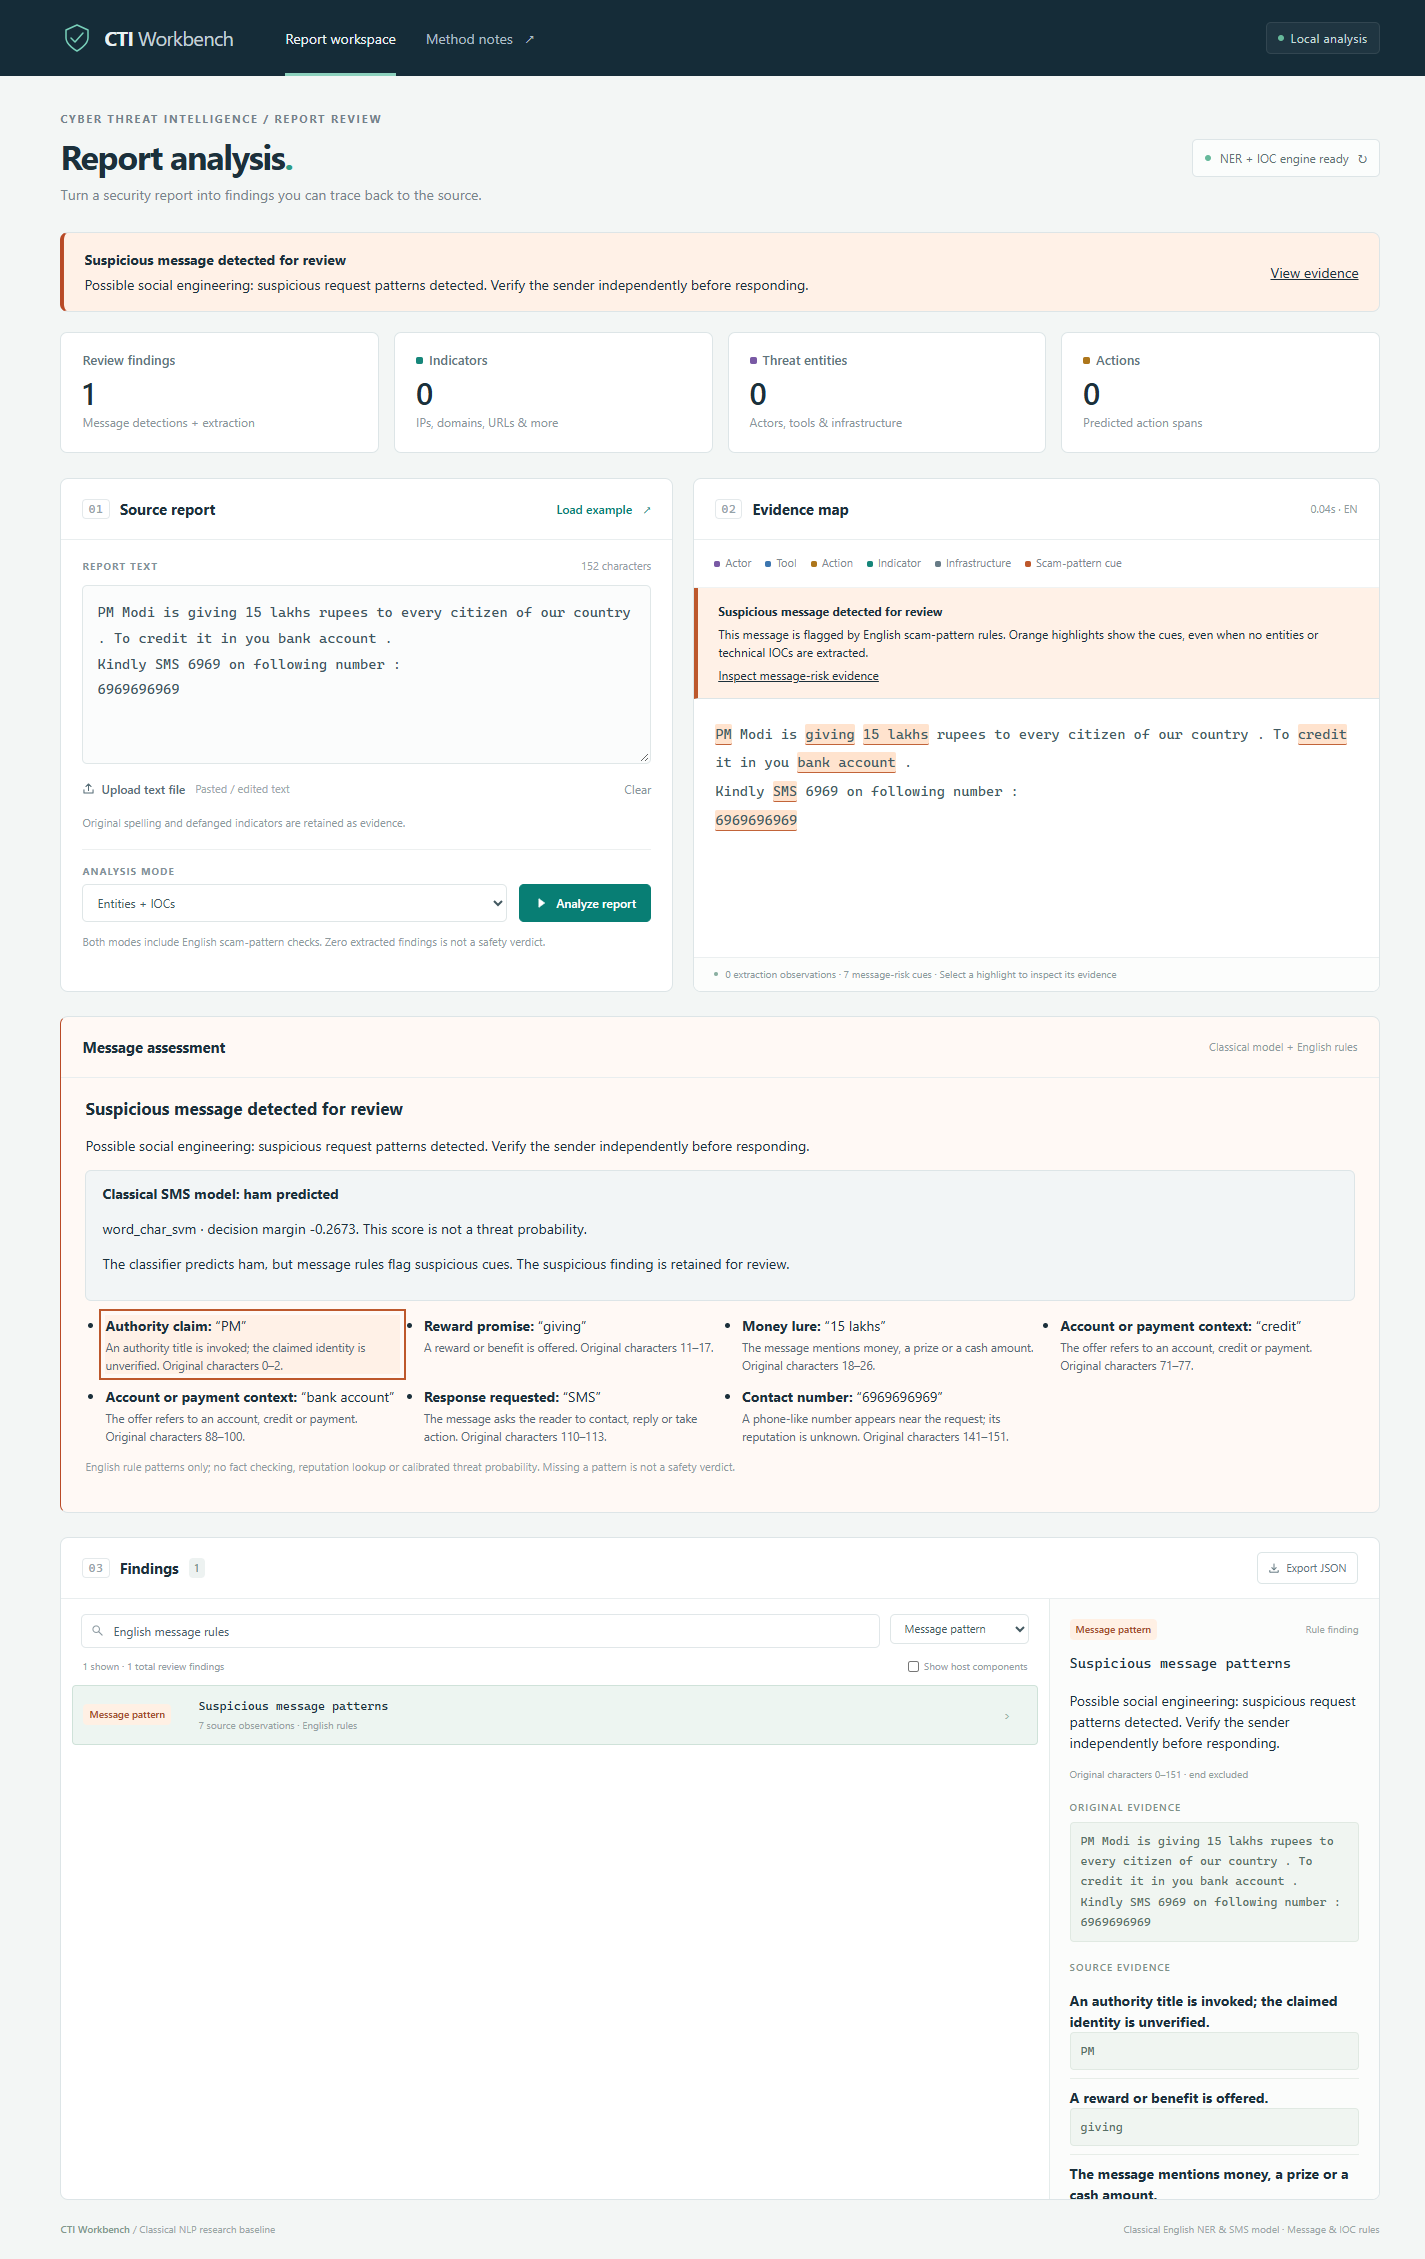 CTI Workbench
Report workspace
Method notes ↗
Local analysis
CYBER THREAT INTELLIGENCE / REPORT REVIEW
Report analysis.
NER + IOC engine ready ↻
Turn a security report into findings you can trace back to the source.
Suspicious message detected for review
Possible social engineering: suspicious request patterns detected. Verify the sender independently before responding.
View evidence
Review findings
1
Message detections + extraction
Indicators
0
IPs, domains, URLs & more
Threat entities
0
Actors, tools & infrastructure
Actions
0
Predicted action spans
01 Source report
Load example ↗
REPORT TEXT
152 characters
PM Modi is giving 15 lakhs rupees to every citizen of our country
. To credit it in you bank account .
Kindly SMS 6969 on following number :
6969696969
Upload text file
Pasted / edited text
Clear
Original spelling and defanged indicators are retained as evidence.
ANALYSIS MODE
Entities + IOCs
Analyze report
Both modes include English scam-pattern checks. Zero extracted findings is not a safety verdict.
02 Evidence map
0.04s · EN
Actor
Tool
Action
Indicator
Infrastructure
Scam-pattern cue
Suspicious message detected for review
This message is flagged by English scam-pattern rules. Orange highlights show the cues, even when no entities or
technical IOCs are extracted.
Inspect message-risk evidence
PM Modi is giving 15 lakhs rupees to every citizen of our country . To credit
it in you bank account .
Kindly SMS 6969 on following number :
6969696969
0 extraction observations · 7 message-risk cues · Select a highlight to inspect its evidence
Message assessment
Classical model + English rules
Suspicious message detected for review
Possible social engineering: suspicious request patterns detected. Verify the sender independently before responding.
Classical SMS model: ham predicted
word_char_svm · decision margin -0.2673. This score is not a threat probability.
The classifier predicts ham, but message rules flag suspicious cues. The suspicious finding is retained for review.
• Authority claim: “PM”
An authority title is invoked; the claimed identity is
unverified. Original characters 0–2.
• Reward promise: “giving”
A reward or benefit is offered. Original characters 11–17.
• Money lure: “15 lakhs”
The message mentions money, a prize or a cash amount.
Original characters 18–26.
• Account or payment context: “credit”
The offer refers to an account, credit or payment.
Original characters 71–77.
• Account or payment context: “bank account”
The offer refers to an account, credit or payment.
Original characters 88–100.
• Response requested: “SMS”
The message asks the reader to contact, reply or take
action. Original characters 110–113.
• Contact number: “6969696969”
A phone-like number appears near the request; its
reputation is unknown. Original characters 141–151.
English rule patterns only; no fact checking, reputation lookup or calibrated threat probability. Missing a pattern is not a safety verdict.
03 Findings 1
Export JSON
English message rules
Message pattern
1 shown · 1 total review findings
Show host components
Message pattern
Suspicious message patterns
7 source observations · English rules
›
Message pattern
Rule finding
Suspicious message patterns
Possible social engineering: suspicious request
patterns detected. Verify the sender
independently before responding.
Original characters 0–151 · end excluded
ORIGINAL EVIDENCE
PM Modi is giving 15 lakhs rupees to
every citizen of our country . To
credit it in you bank account .
Kindly SMS 6969 on following number :
6969696969
SOURCE EVIDENCE
An authority title is invoked; the claimed
identity is unverified.
PM
A reward or benefit is offered.
giving
The message mentions money, a prize or a
cash amount.
CTI Workbench / Classical NLP research baseline
Classical English NER & SMS model · Message & IOC rules